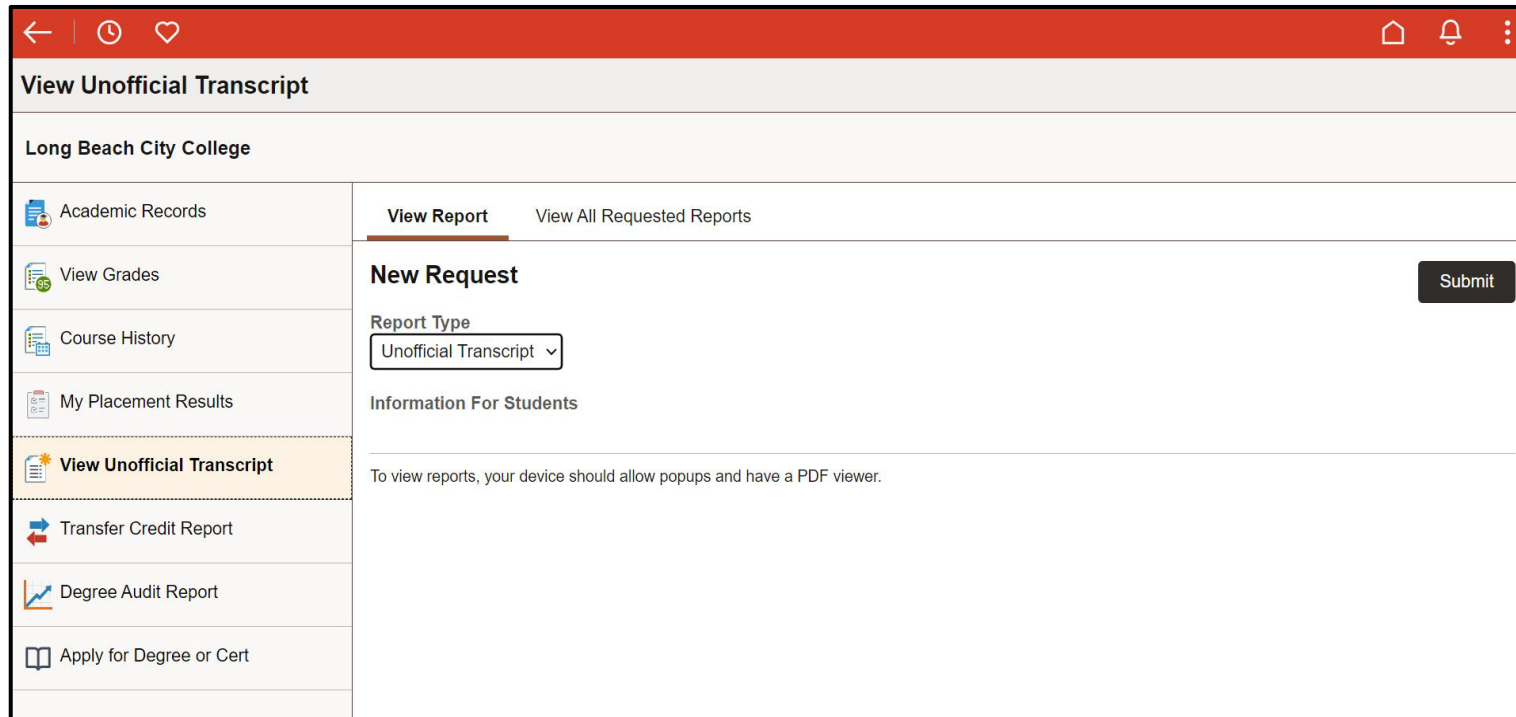 View Unofficial Transcript
Long Beach City College
Academic Records
View Grades
95
Course History
My Placement Results
View Unofficial Transcript
Transfer Credit Report
Degree Audit Report
Apply for Degree or Cert
View Report View All Requested Reports
New Request
Submit
Report Type
Unofficial Transcript
Information For Students
To view reports, your device should allow popups and have a PDF viewer.